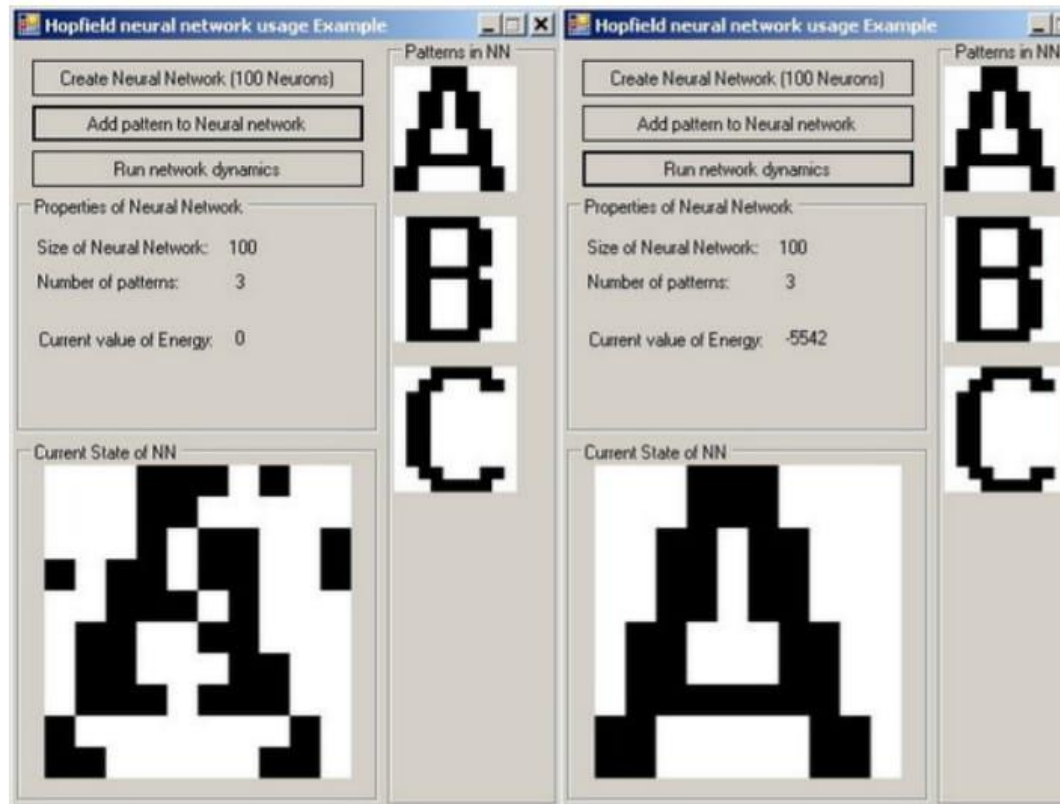 Hopfield neural network usage Example
Patterns in NN
Create Neural Network (100 Neurons)
Add pattern to Neural network
Run network dynamics
Properties of Neural Network
Size of Neural Network: 100
Number of patterns: 3
Current value of Energy: 0
Current State of NN
A
B
C
Hopfield neural network usage Example
Patterns in NN
Create Neural Network (100 Neurons)
Add pattern to Neural network
Run network dynamics
Properties of Neural Network
Size of Neural Network: 100
Number of patterns: 3
Current value of Energy: -5542
Current State of NN
A
A
B
C